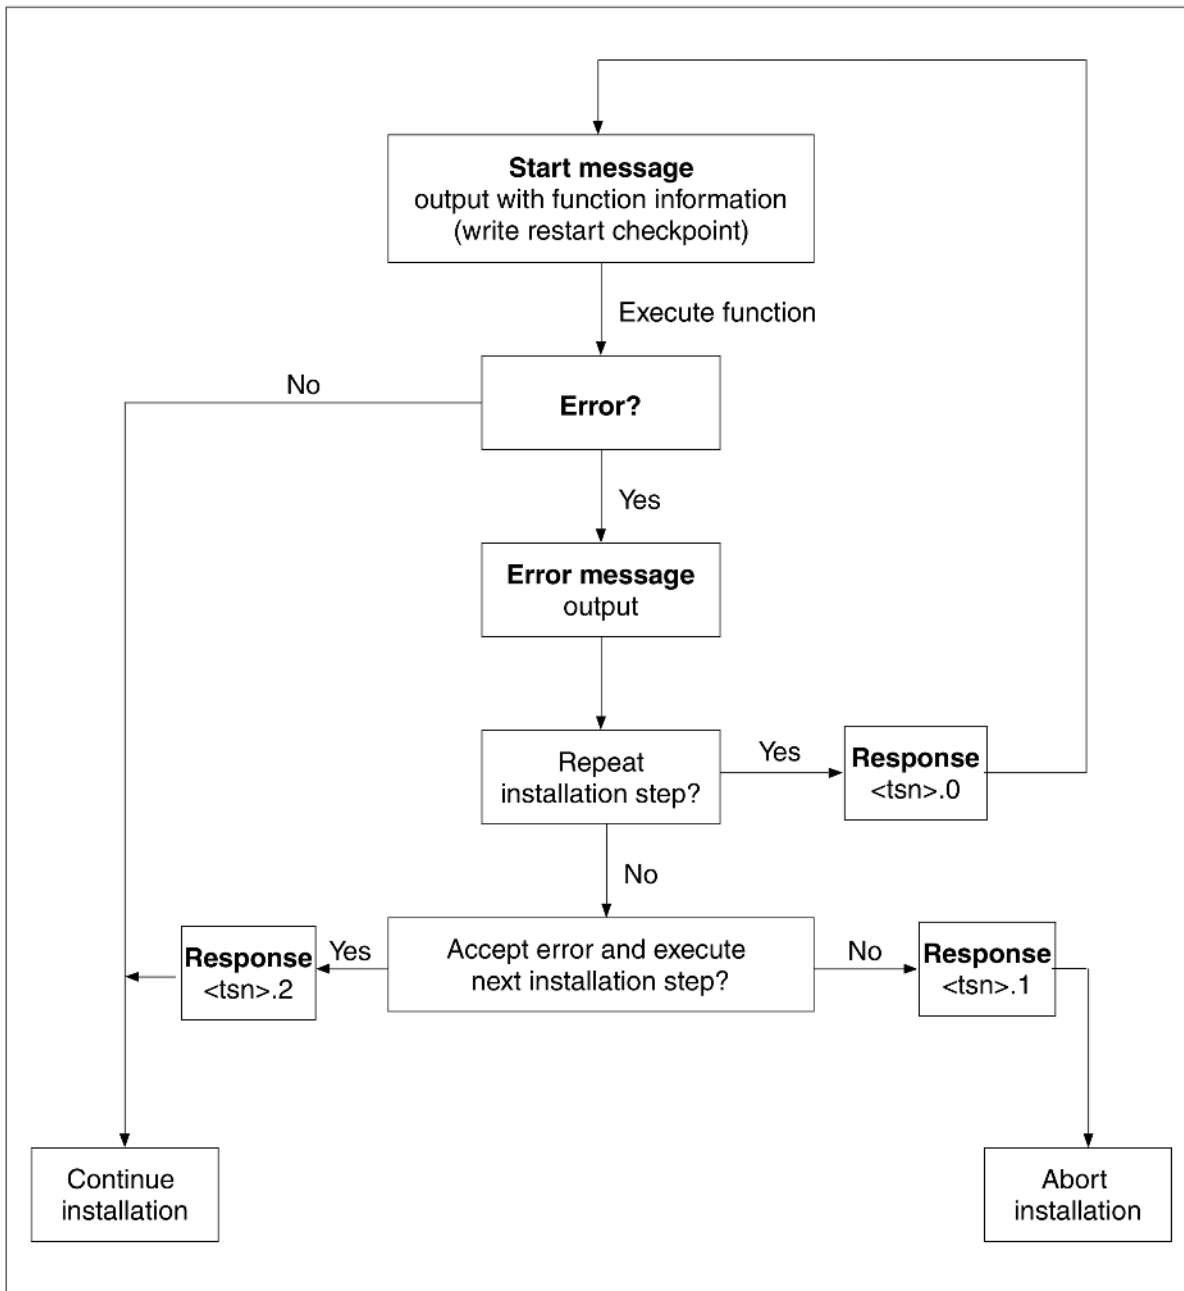 Start message
output with function information
(write restart checkpoint)
Execute function
No
Error?
Yes
Error message
output
Repeat
installation step?
Yes
Response
<tsn>.0
No
Accept error and execute
next installation step?
Yes
Response
<tsn>.2
No
Response
<tsn>.1
Continue
installation
Abort
installation